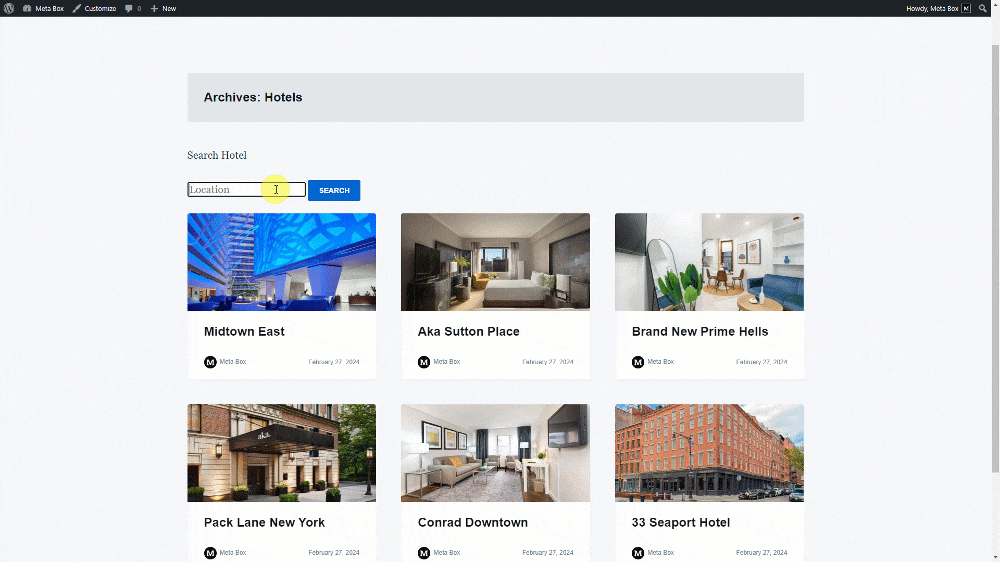 Meta Box Customize 0 New Howdy, Meta Box M
Archives: Hotels
Search Hotel
Location SEARCH
Midtown East Aka Sutton Place Brand New Prime Hells
M Meta Box February 27, 2024 M Meta Box February 27, 2024 M Meta Box February 27, 2024
aka.
Pack Lane New York Conrad Downtown 33 Seaport Hotel
M Meta Box February 27, 2024 M Meta Box February 27, 2024 M Meta Box February 27, 2024